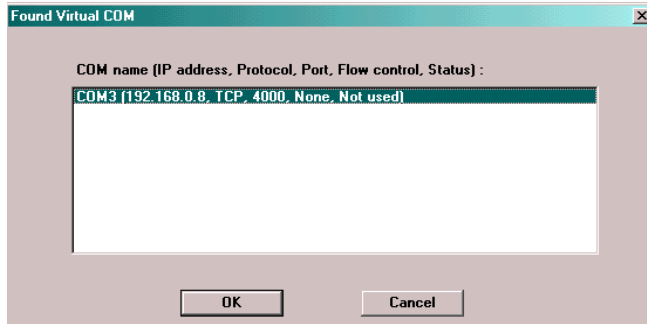 Found Virtual COM
COM name (IP address, Protocol, Port, Flow control, Status) :
COM3 (192.168.0.8, TCP, 4000, None, Not used)
OK
Cancel